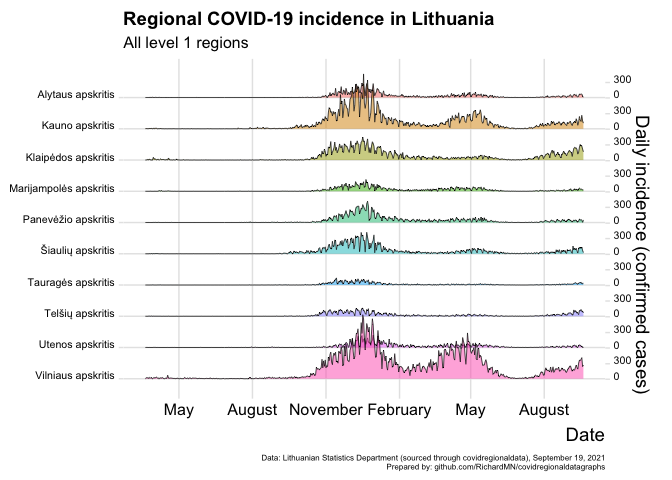 Regional COVID-19 incidence in Lithuania
All level 1 regions
Alytaus apskritis
300
0
Kauno apskritis
300
0
Klaipėdos apskritis
300
0
Marijampolės apskritis
300
0
Panevėžio apskritis
300
0
Šiaulių apskritis
300
0
Tauragės apskritis
300
0
Telšių apskritis
300
0
Utenos apskritis
300
0
Vilniaus apskritis
300
0
Daily incidence (confirmed cases)
May August November February May August
Date
Data: Lithuanian Statistics Department (sourced through covidregionaldata), September 19, 2021
Prepared by: github.com/RichardMN/covidregionaldatagraphs